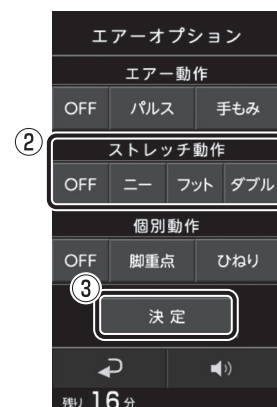 エアーオプション
エアー動作
OFF パルス 手もみ
②
ストレッチ動作
OFF ニー フット ダブル
個別動作
OFF 脚重点 ひねり
③
決定
残り 16 分